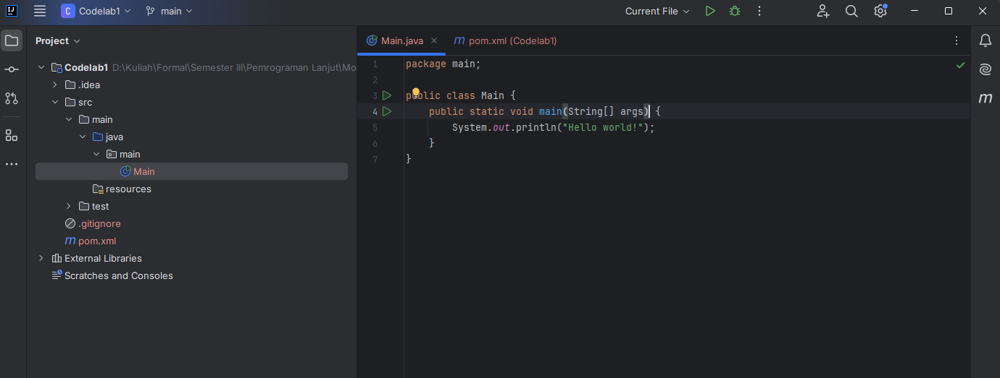 IJ
C Codelab1
main
Current File
Project
Main.java
pom.xml (Codelab1)
Codelab1 D:\Kuliah\Formal\Semester III\Pemrograman Lanjut\Mo
.idea
src
main
java
main
Main
resources
test
.gitignore
m pom.xml
External Libraries
Scratches and Consoles
1 package main;
2
3 public class Main {
4 public static void main(String[] args) {
5 System.out.println("Hello world!");
6 }
7 }